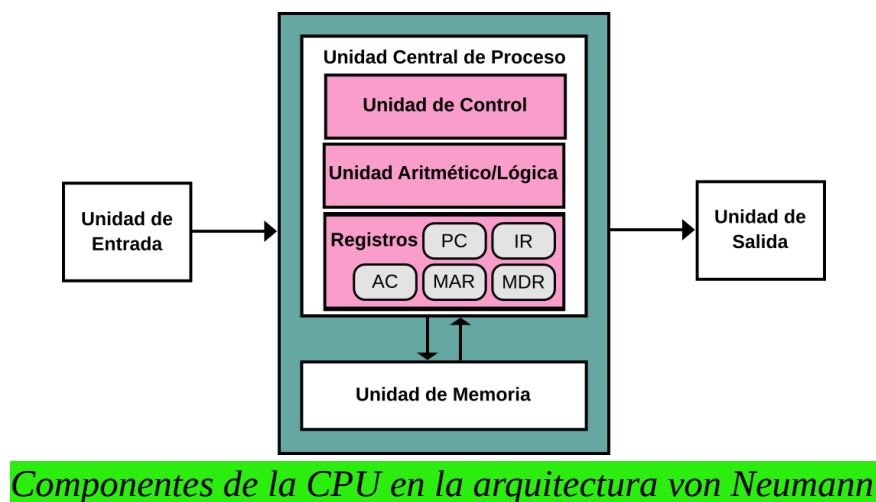 Unidad Central de Proceso
Unidad de Control
Unidad Aritmético/Lógica
Registros PC IR
AC MAR MDR
Unidad de
Entrada
Unidad de
Salida
Unidad de Memoria
Componentes de la CPU en la arquitectura von Neumann